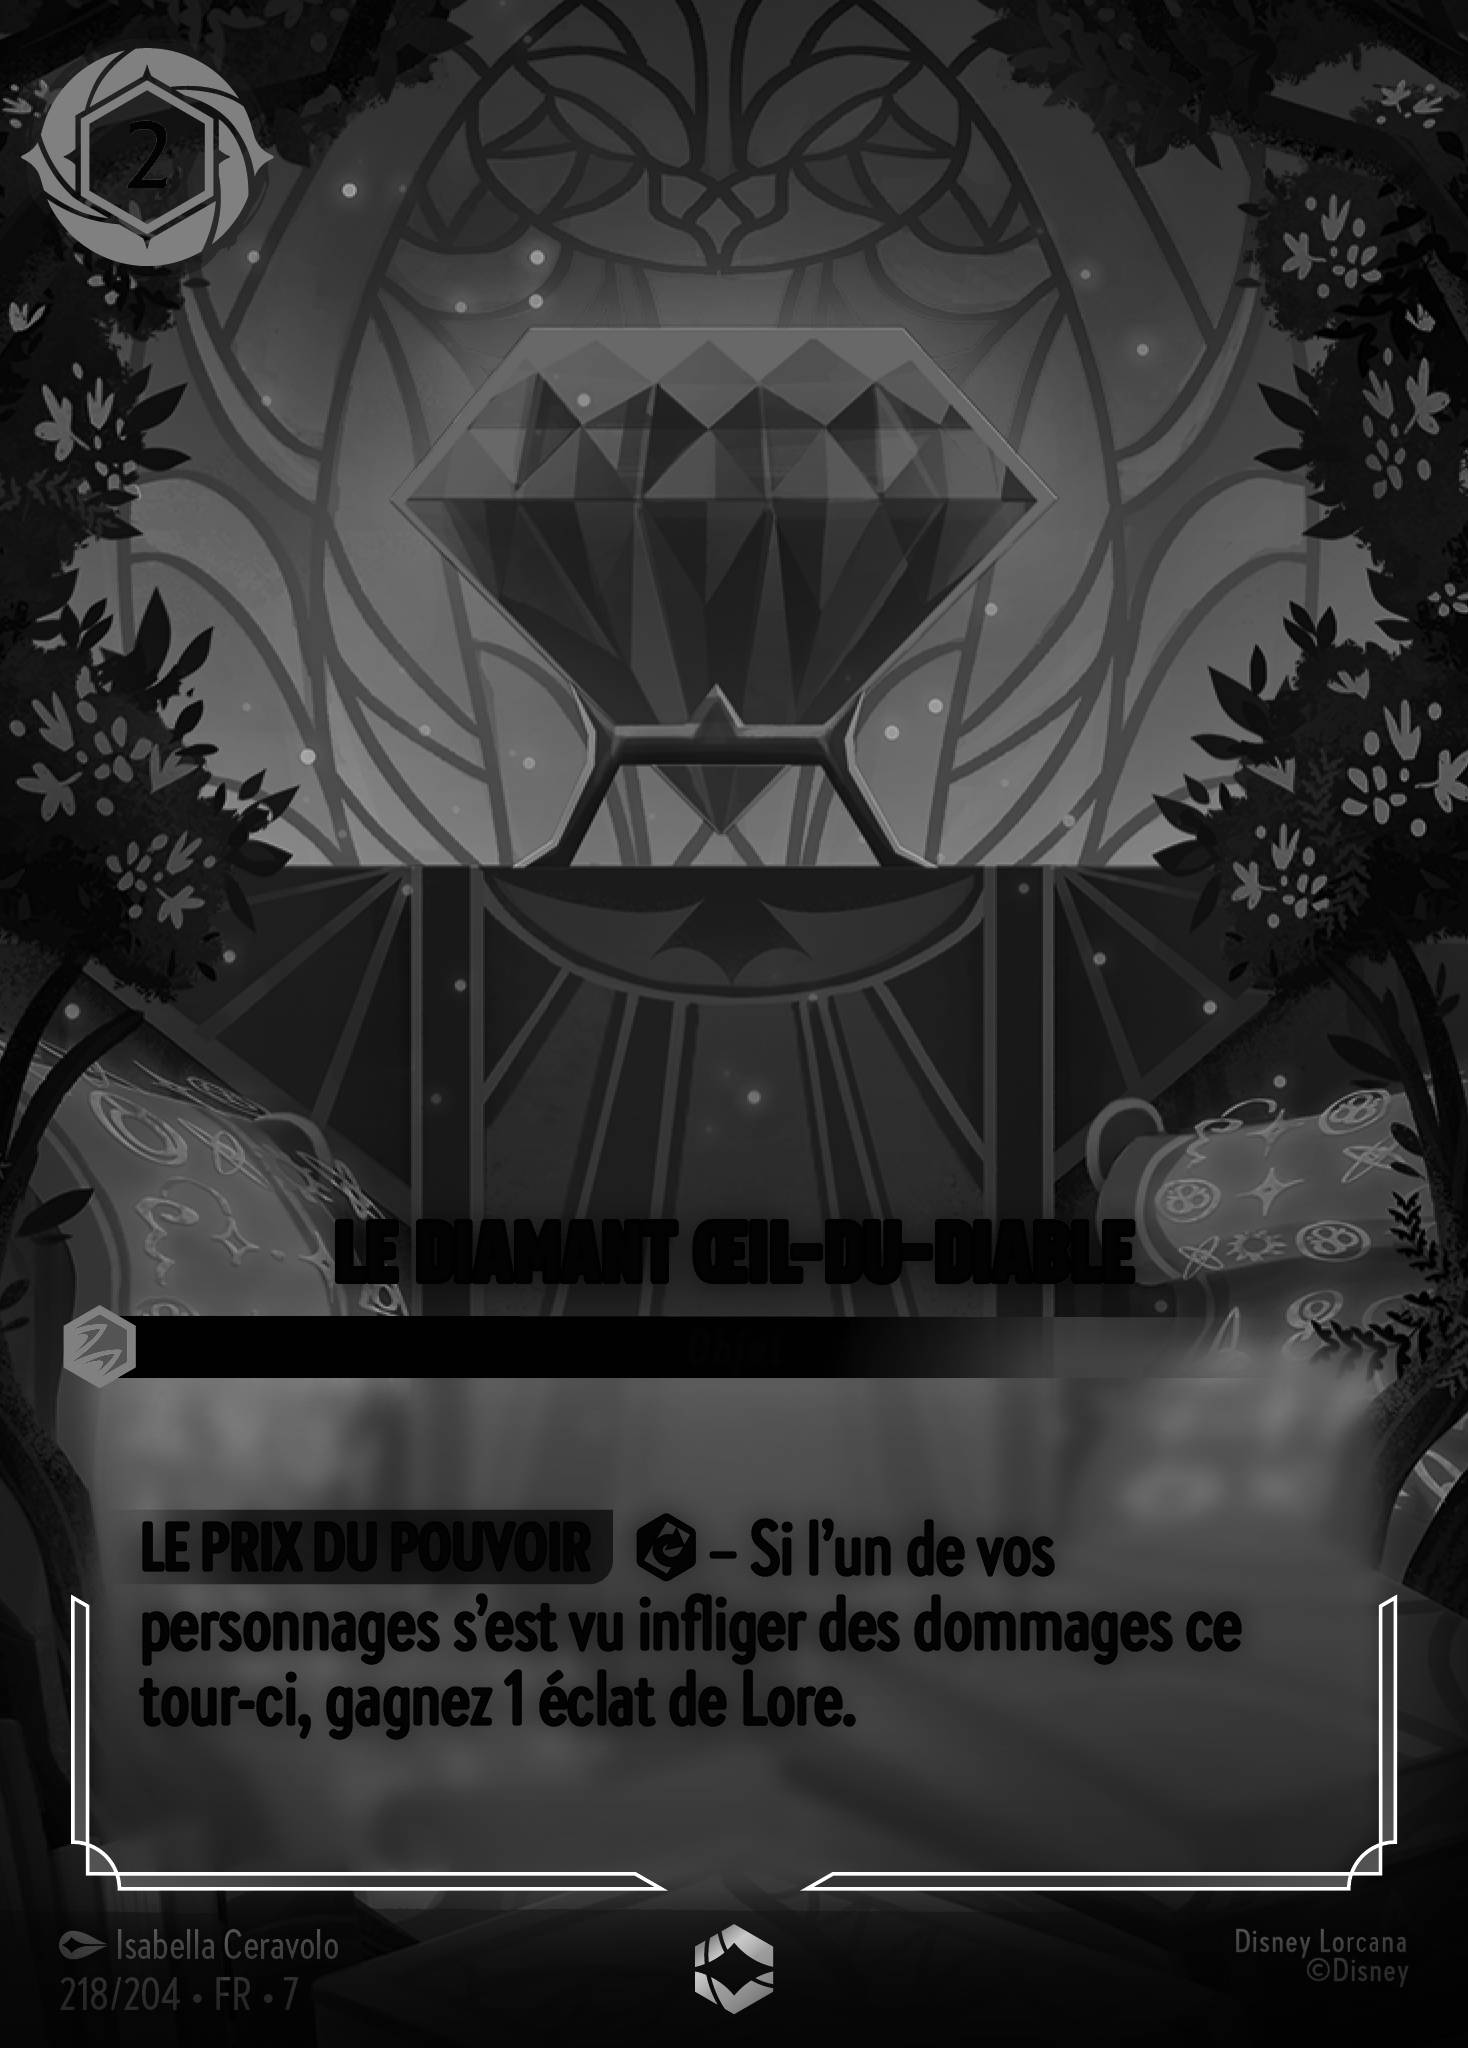 2
LE DIAMANT ŒIL-DU-DIABLE
Objet
LE PRIX DU POUVOIR – Si l’un de vos
personnages s’est vu infliger des dommages ce
tour-ci, gagnez 1 éclat de Lore.
Isabella Ceravolo
Disney Lorcana
218/204 • FR • 7
©Disney